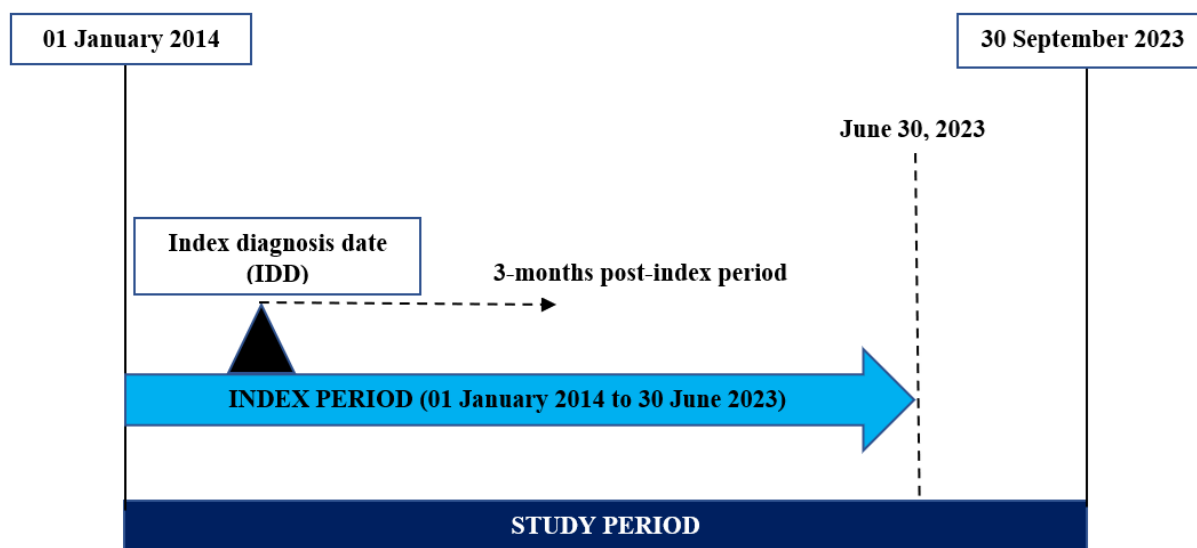 01 January 2014
30 September 2023
June 30, 2023
Index diagnosis date
(IDD)
3-months post-index period
INDEX PERIOD (01 January 2014 to 30 June 2023)
STUDY PERIOD